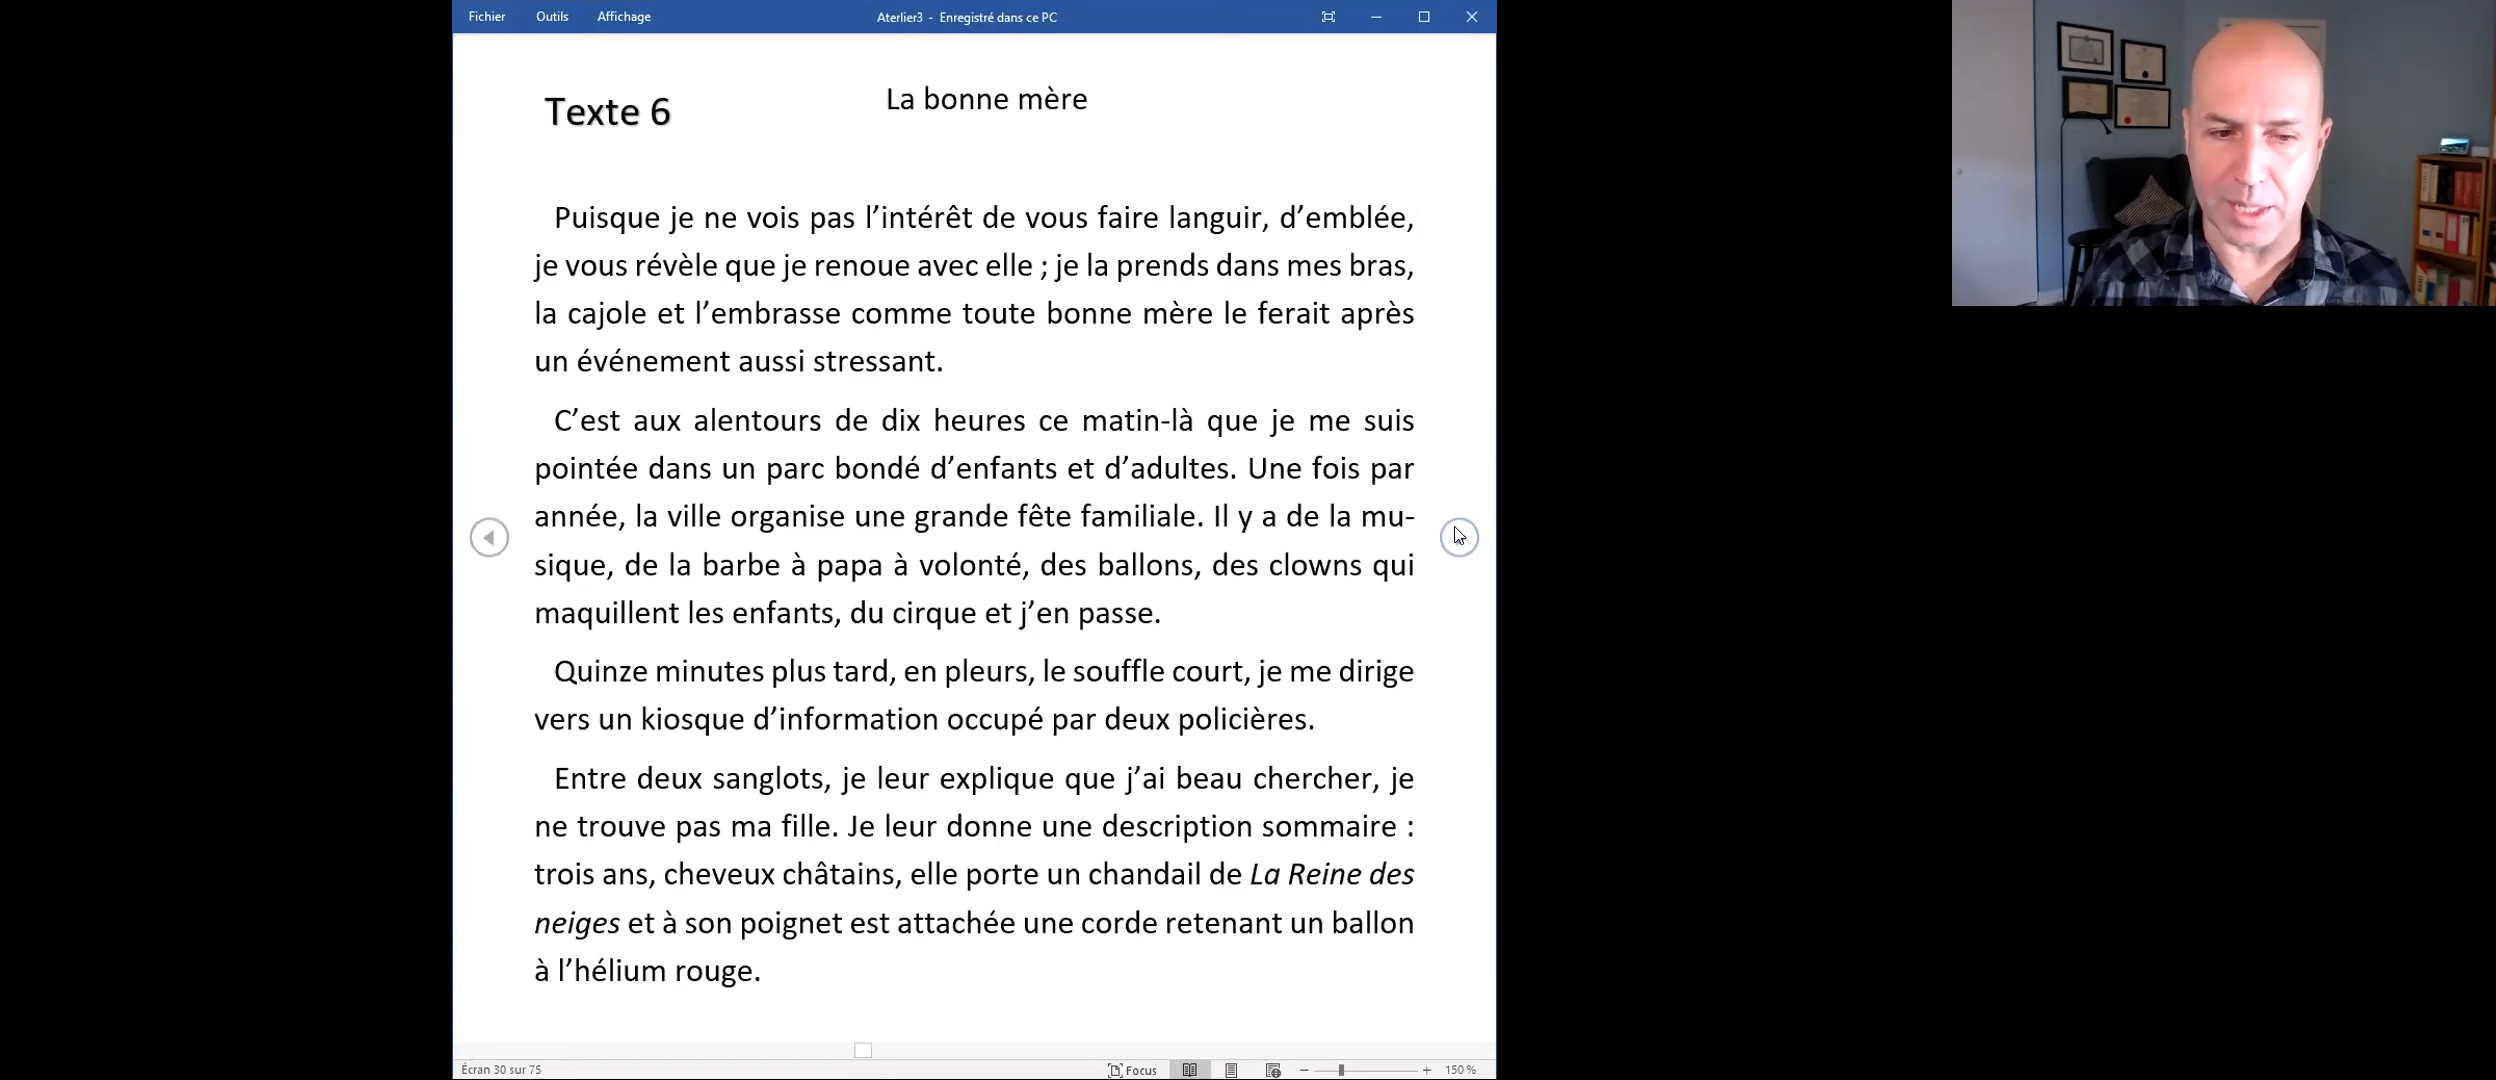 Fichier Outils Affichage Aterlier3 - Enregistré dans ce PC
Texte 6
La bonne mère
Puisque je ne vois pas l’intérêt de vous faire languir, d’emblée,
je vous révèle que je renoue avec elle ; je la prends dans mes bras,
la cajole et l’embrasse comme toute bonne mère le ferait après
un événement aussi stressant.
C’est aux alentours de dix heures ce matin-là que je me suis
pointée dans un parc bondé d’enfants et d’adultes. Une fois par
année, la ville organise une grande fête familiale. Il y a de la mu-
sique, de la barbe à papa à volonté, des ballons, des clowns qui
maquillent les enfants, du cirque et j’en passe.
Quinze minutes plus tard, en pleurs, le souffle court, je me dirige
vers un kiosque d’information occupé par deux policières.
Entre deux sanglots, je leur explique que j’ai beau chercher, je
ne trouve pas ma fille. Je leur donne une description sommaire :
trois ans, cheveux châtains, elle porte un chandail de La Reine des
neiges et à son poignet est attachée une corde retenant un ballon
à l’hélium rouge.
Écran 30 sur 75 Focus 150 %